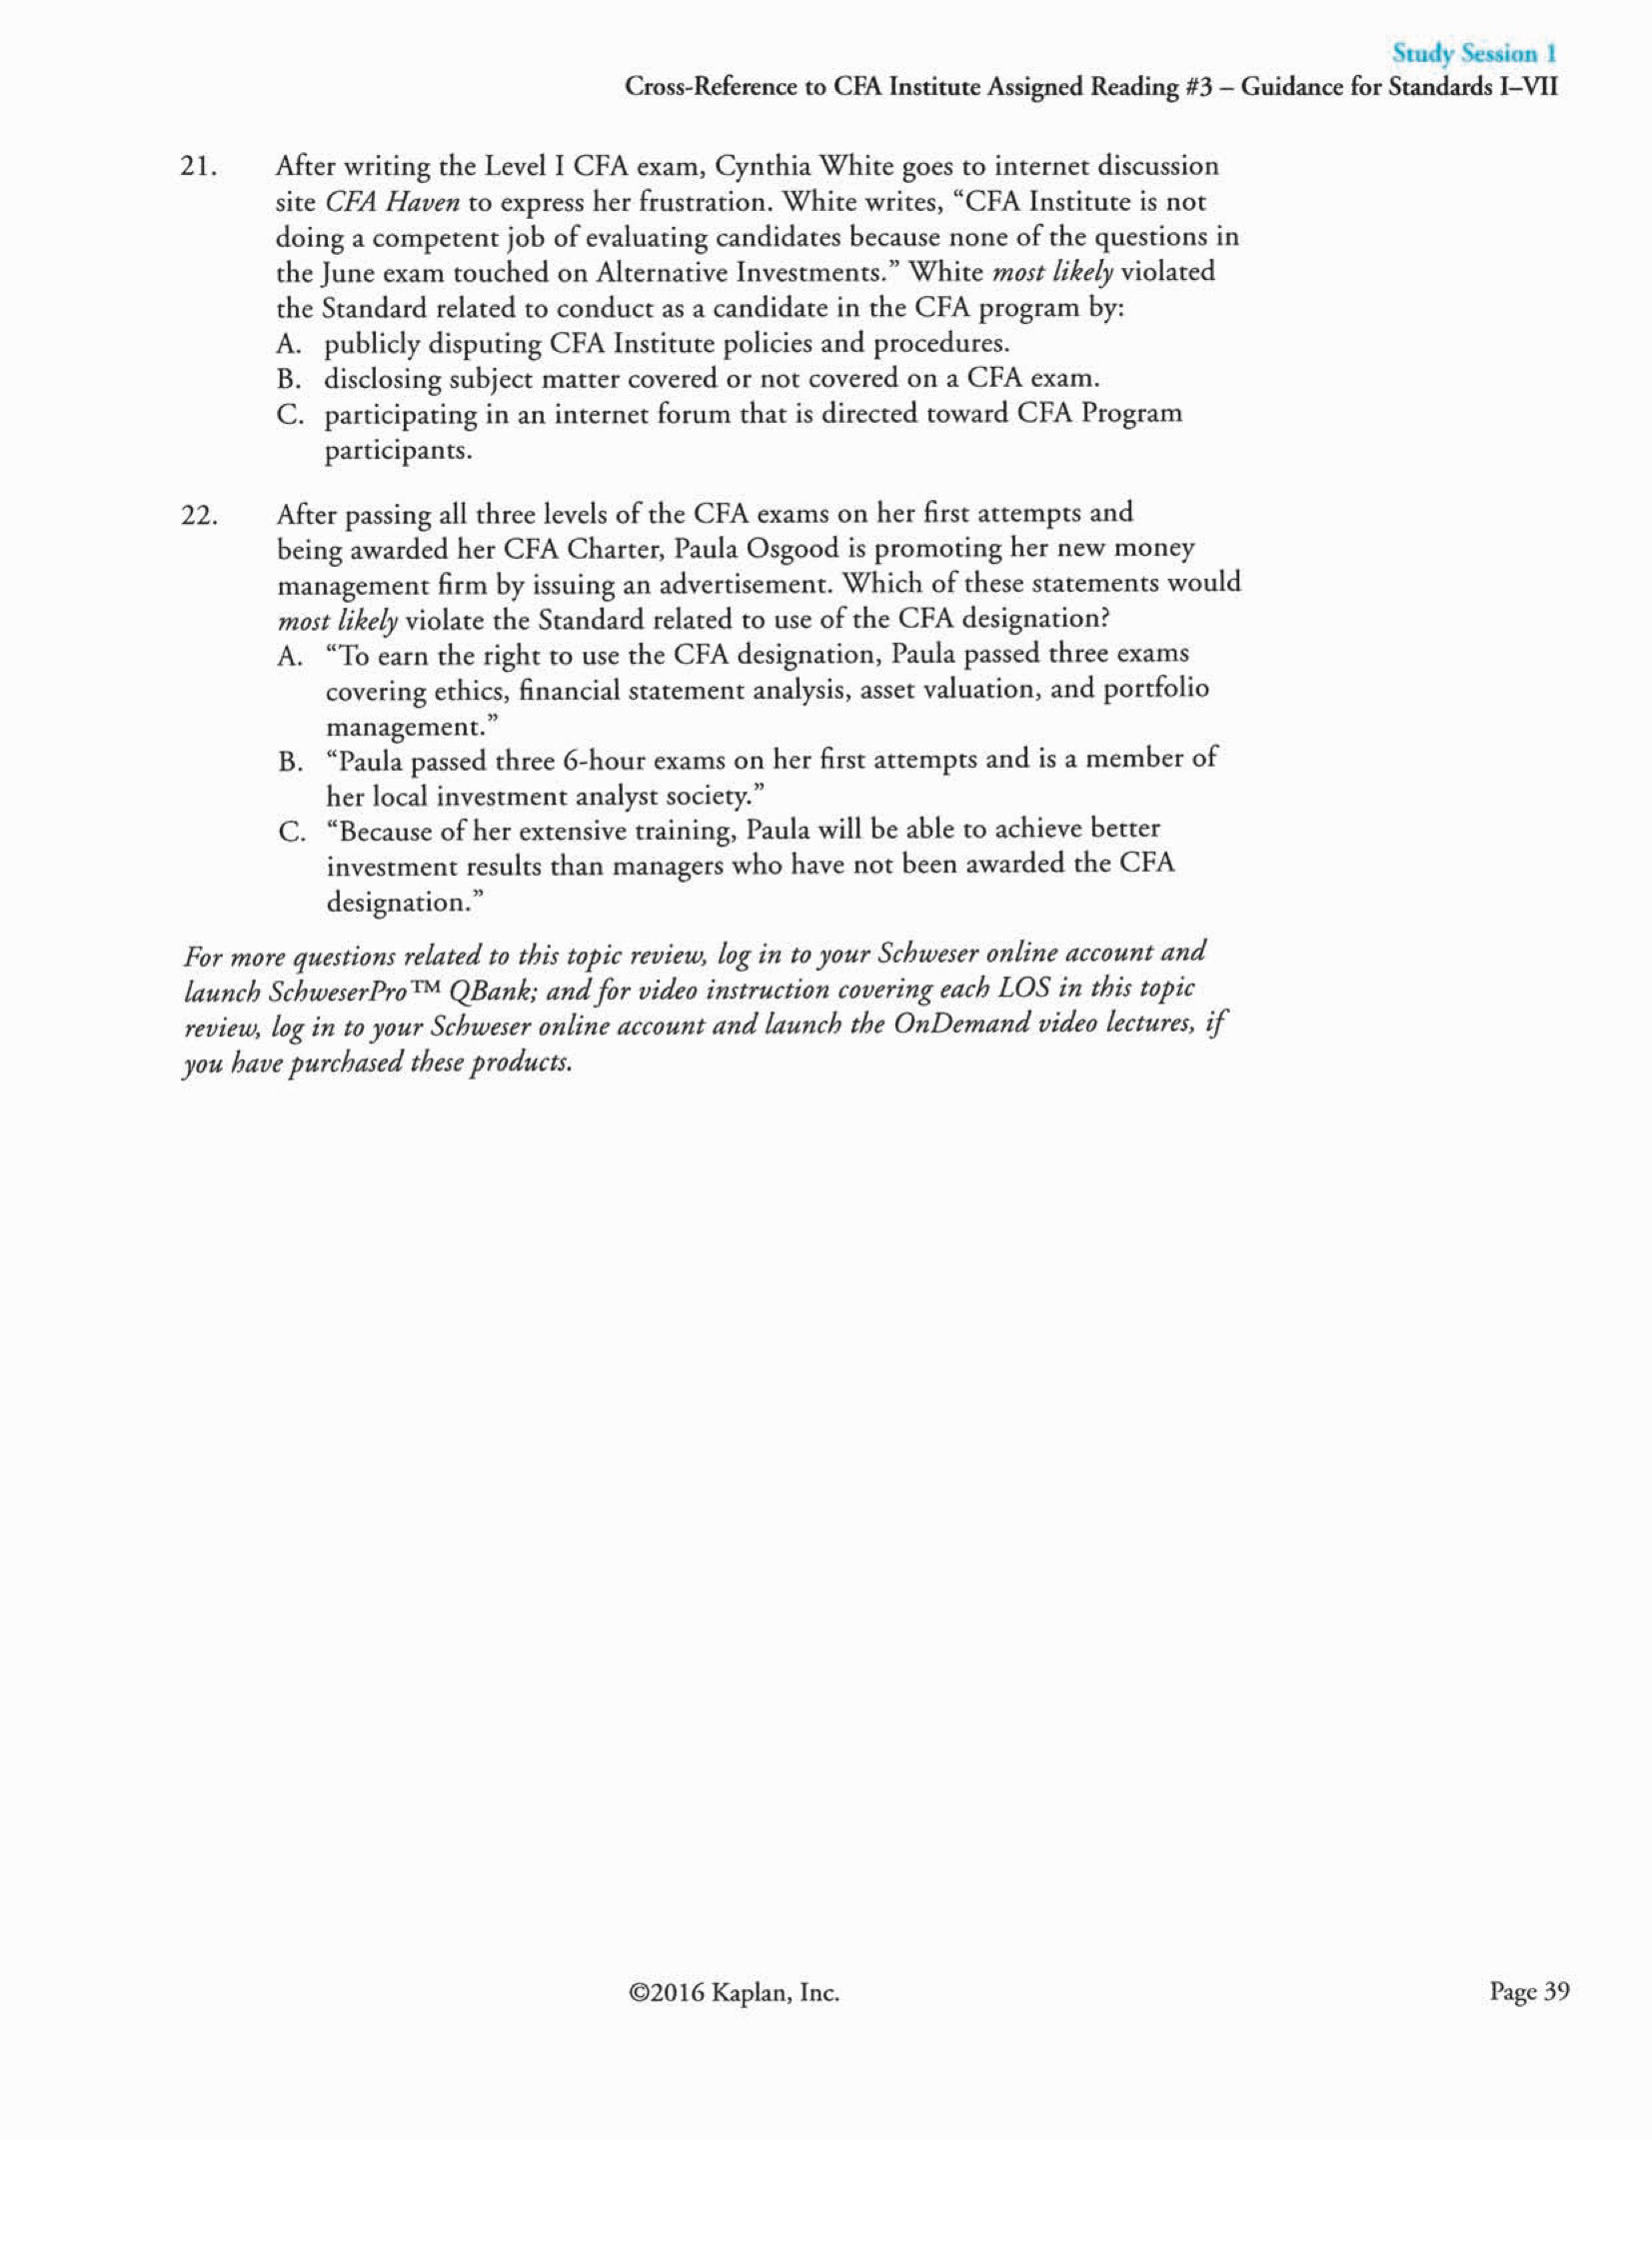 Study Session 1
Cross-Reference to CFA Institute Assigned Reading #3 – Guidance for Standards I–VII
21. After writing the Level I CFA exam, Cynthia White goes to internet discussion
site CFA Haven to express her frustration. White writes, “CFA Institute is not
doing a competent job of evaluating candidates because none of the questions in
the June exam touched on Alternative Investments.” White most likely violated
the Standard related to conduct as a candidate in the CFA program by:
A. publicly disputing CFA Institute policies and procedures.
B. disclosing subject matter covered or not covered on a CFA exam.
C. participating in an internet forum that is directed toward CFA Program
participants.
22. After passing all three levels of the CFA exams on her first attempts and
being awarded her CFA Charter, Paula Osgood is promoting her new money
management firm by issuing an advertisement. Which of these statements would
most likely violate the Standard related to use of the CFA designation?
A. “To earn the right to use the CFA designation, Paula passed three exams
covering ethics, financial statement analysis, asset valuation, and portfolio
management.”
B. “Paula passed three 6-hour exams on her first attempts and is a member of
her local investment analyst society.”
C. “Because of her extensive training, Paula will be able to achieve better
investment results than managers who have not been awarded the CFA
designation.”
For more questions related to this topic review, log in to your Schweser online account and
launch SchweserPro™ QBank; and for video instruction covering each LOS in this topic
review, log in to your Schweser online account and launch the OnDemand video lectures, if
you have purchased these products.
©2016 Kaplan, Inc.
Page 39